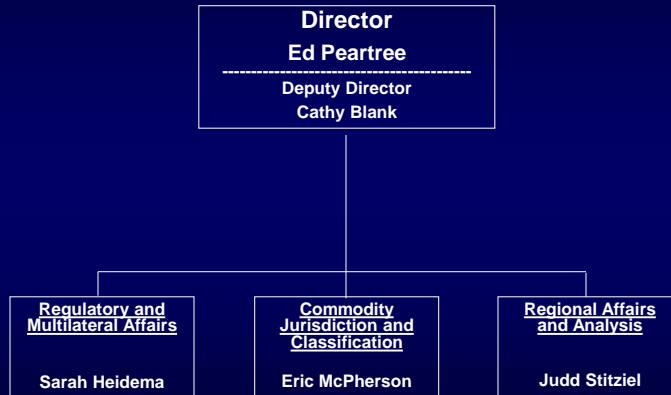 Director
Ed Peartree
-------------------------------------------
Deputy Director
Cathy Blank
Regulatory and
Multilateral Affairs
Sarah Heidema
Commodity
Jurisdiction and
Classification
Eric McPherson
Regional Affairs
and Analysis
Judd Stitziel